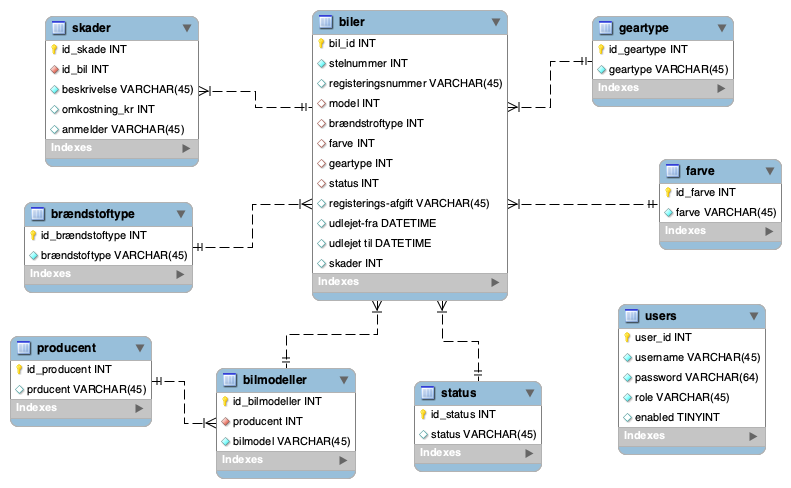 skader
id_skade INT
id_bil INT
beskrivelse VARCHAR(45)
omkostning_kr INT
anmelder VARCHAR(45)
Indexes
biler
bil_id INT
stelnummer INT
registeringsnummer VARCHAR(45)
model INT
brændstroftype INT
farve INT
geartype INT
status INT
registerings-afgift VARCHAR(45)
udlejet-fra DATETIME
udlejet til DATETIME
skader INT
Indexes
geartype
id_geartype INT
geartype VARCHAR(45)
Indexes
farve
id_farve INT
farve VARCHAR(45)
Indexes
brændstoftype
id_brændstoftype INT
brændstoftype VARCHAR(45)
Indexes
producent
id_producent INT
prducent VARCHAR(45)
Indexes
bilmodeller
id_bilmodeller INT
producent INT
bilmodel VARCHAR(45)
Indexes
status
id_status INT
status VARCHAR(45)
Indexes
users
user_id INT
username VARCHAR(45)
password VARCHAR(64)
role VARCHAR(45)
enabled TINYINT
Indexes